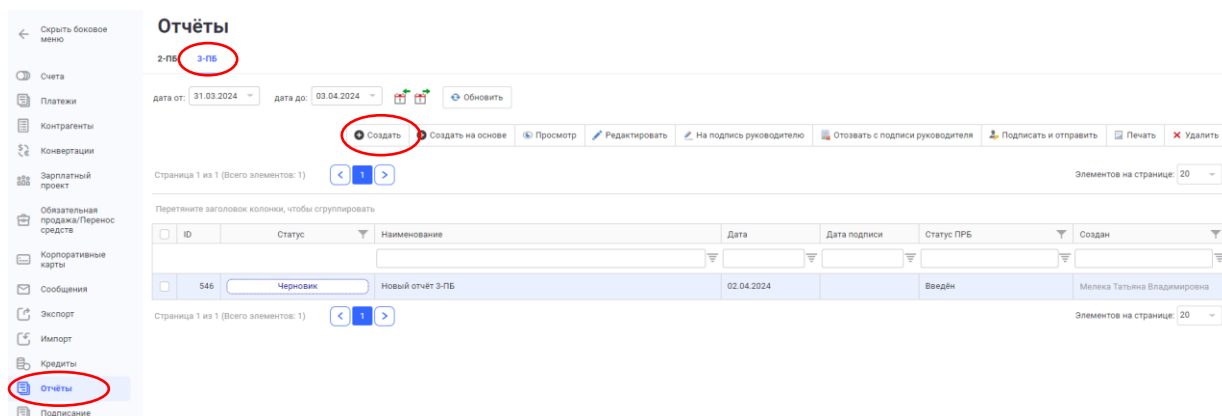 Скрыть боковое
меню
Счета
Платежи
Контрагенты
Конвертации
Зарплатный
проект
Обязательная
продажа/Перенос
средств
Корпоративные
карты
Сообщения
Экспорт
Импорт
Кредиты
Отчёты
Подписание
Отчёты
2-ПБ 3-ПБ
дата от: 31.03.2024 дата до: 03.04.2024 Обновить
Создать Создать на основе Просмотр Редактировать На подпись руководителю Отозвать с подписи руководителя Подписать и отправить Печать Удалить
Страница 1 из 1 (Всего элементов: 1) 1 Элементов на странице: 20
Перетяните заголовок колонки, чтобы сгруппировать
ID Статус Наименование Дата Дата подписи Статус ПРБ Создан
546 Черновик Новый отчёт 3-ПБ 02.04.2024 Введён Мелека Татьяна Владимировна
Страница 1 из 1 (Всего элементов: 1) 1 Элементов на странице: 20